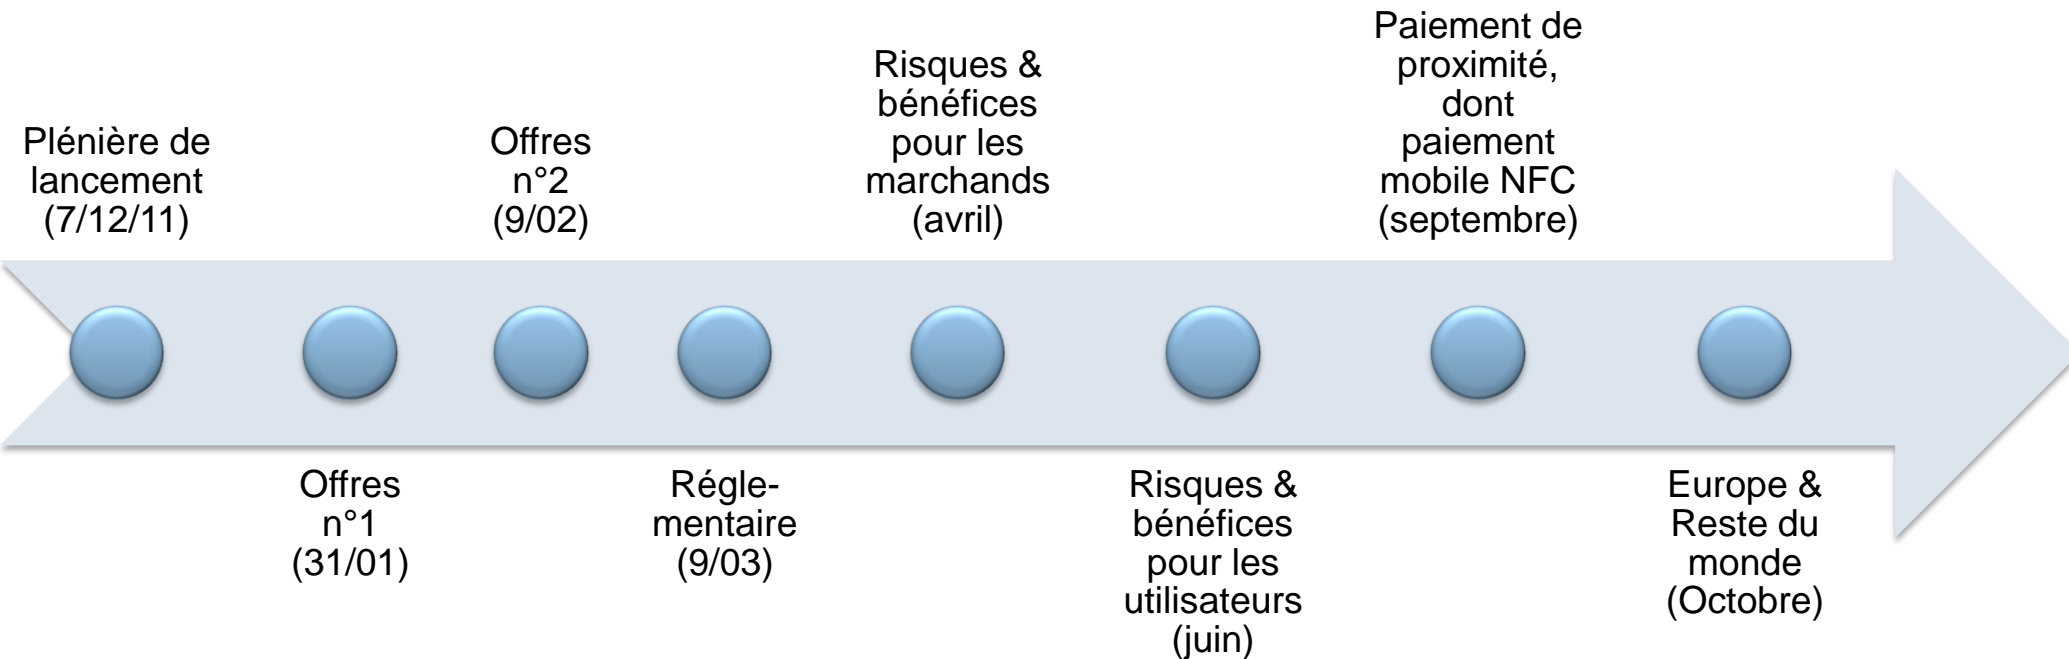 Plénière de
lancement
(7/12/11)
Offres
n°1
(31/01)
Offres
n°2
(9/02)
Régle-
mentaire
(9/03)
Risques &
bénéfices
pour les
marchands
(avril)
Risques &
bénéfices
pour les
utilisateurs
(juin)
Paiement de
proximité,
dont
paiement
mobile NFC
(septembre)
Europe &
Reste du
monde
(Octobre)